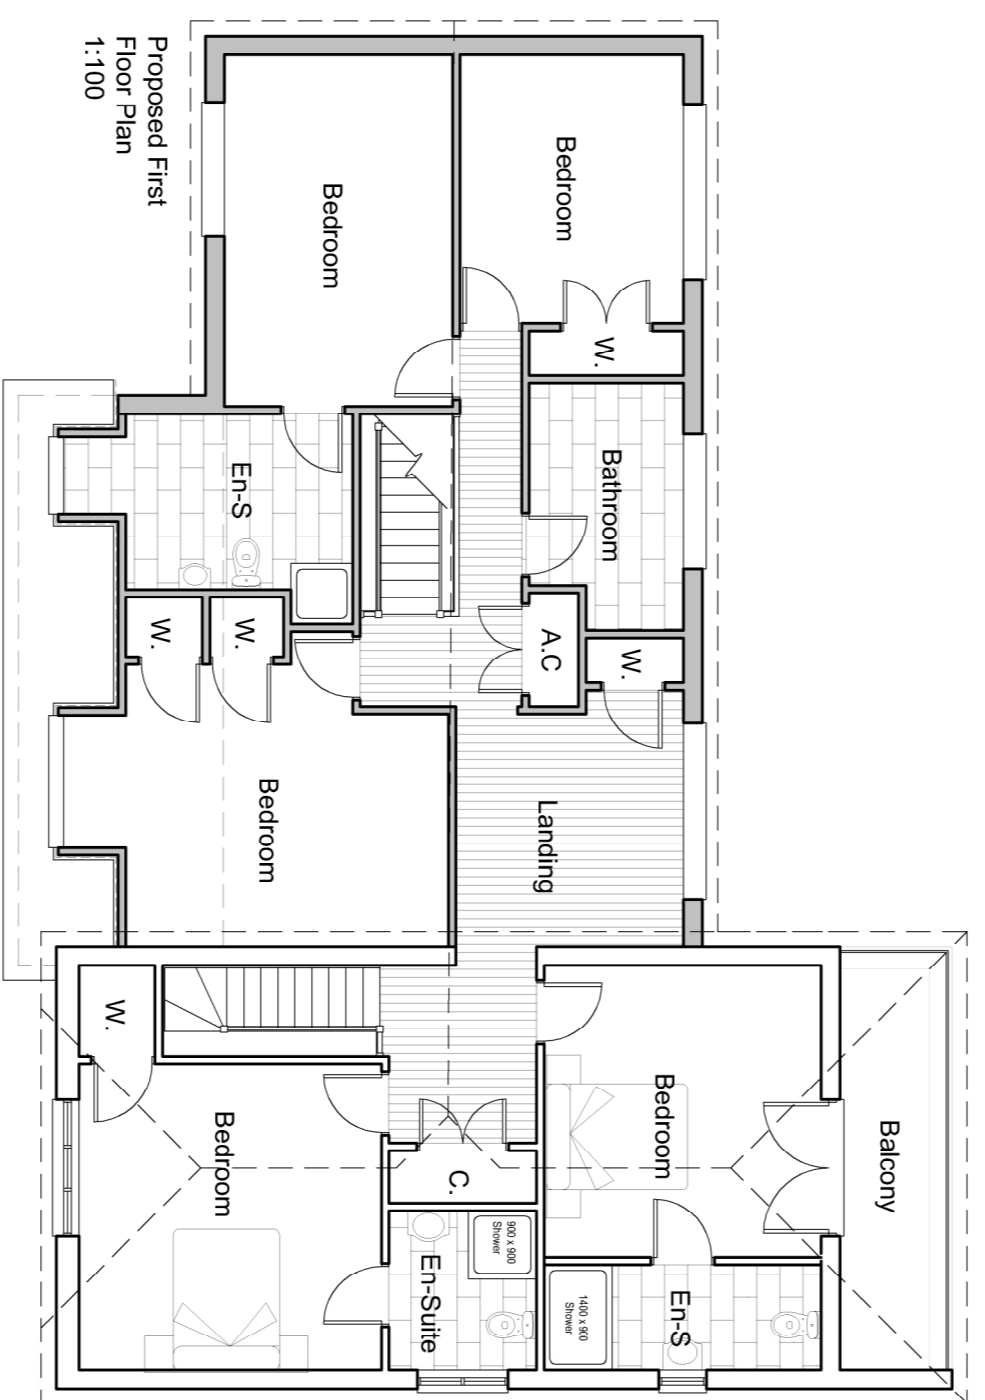 Proposed First
Floor Plan
1:100
Bedroom
Bedroom
W.
Bathroom
En-S
W.
W.
A.C
W.
Bedroom
Landing
W.
Bedroom
Bedroom
Balcony
C.
900 x 900
Shower
En-Suite
1400 x 900
Shower
En-S